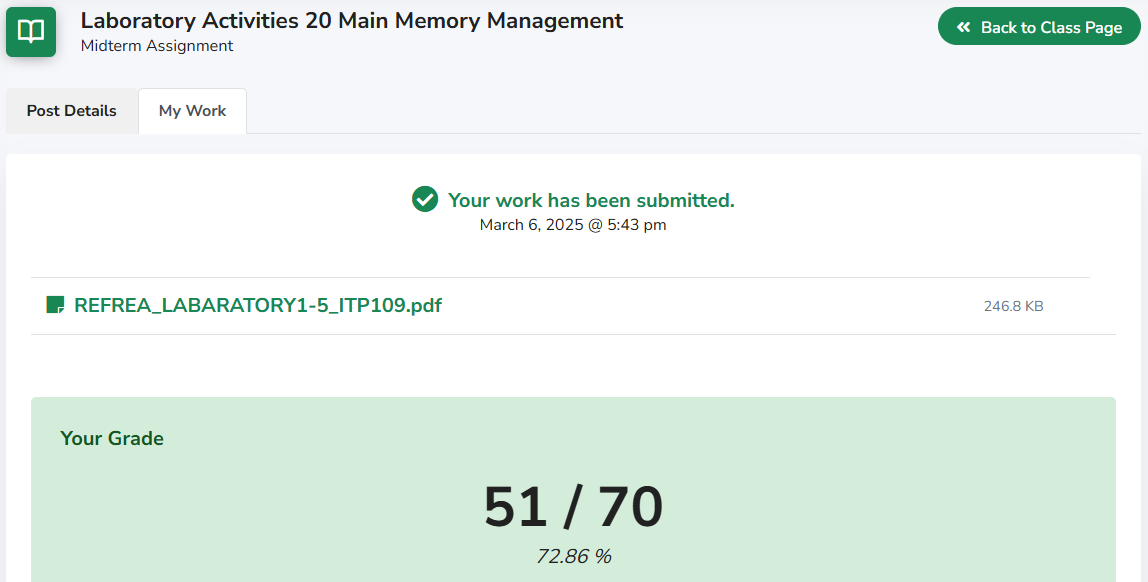 Laboratory Activities 20 Main Memory Management
Midterm Assignment
Back to Class Page
Post Details
My Work
Your work has been submitted.
March 6, 2025 @ 5:43 pm
REFREA_LABARATORY1-5_ITP109.pdf
246.8 KB
Your Grade
51 / 70
72.86 %